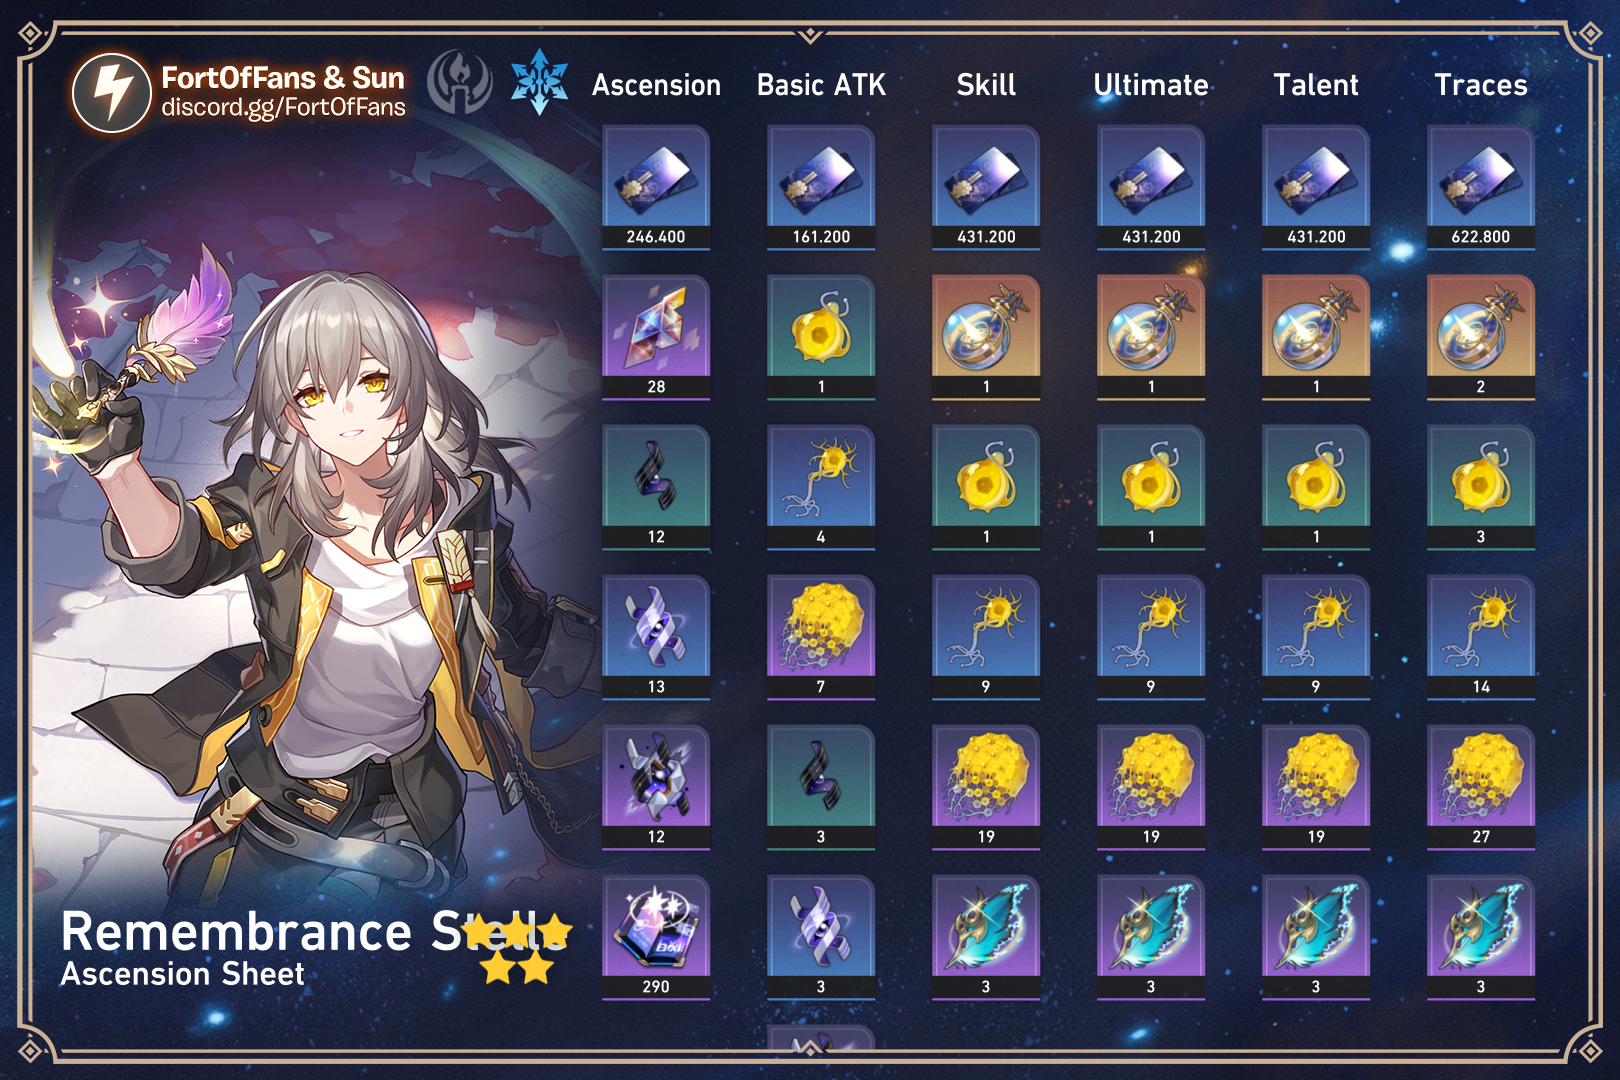 FortOfFans & Sun
discord.gg/FortOfFans
Ascension Basic ATK Skill Ultimate Talent Traces
246.400 161.200 431.200 431.200 431.200 622.800
28 1 1 1 1 2
12 4 1 1 1 3
13 7 9 9 9 14
12 3 19 19 19 27
290 3 3 3 3 3
Remembrance Stelle
Ascension Sheet